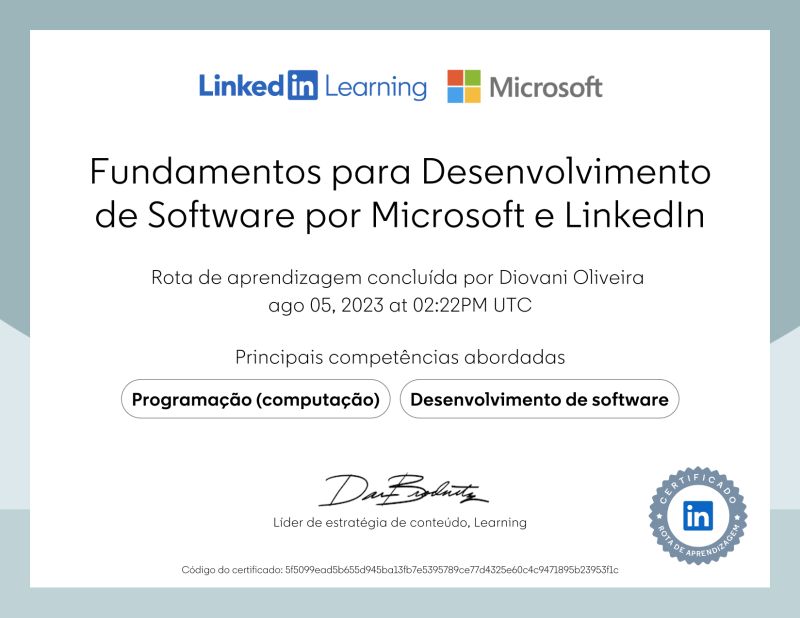 LinkedIn Learning Microsoft
Fundamentos para Desenvolvimento
de Software por Microsoft e LinkedIn
Rota de aprendizagem concluída por Diovani Oliveira
ago 05, 2023 at 02:22PM UTC
Principais competências abordadas
Programação (computação) Desenvolvimento de software
Líder de estratégia de conteúdo, Learning
CERTIFICADO
in
ROTA DE APRENDIZAGEM
Código do certificado: 5f5099ead5b655d945ba13fb7e5395789ce77d4325e60c4c9471895b23953f1c